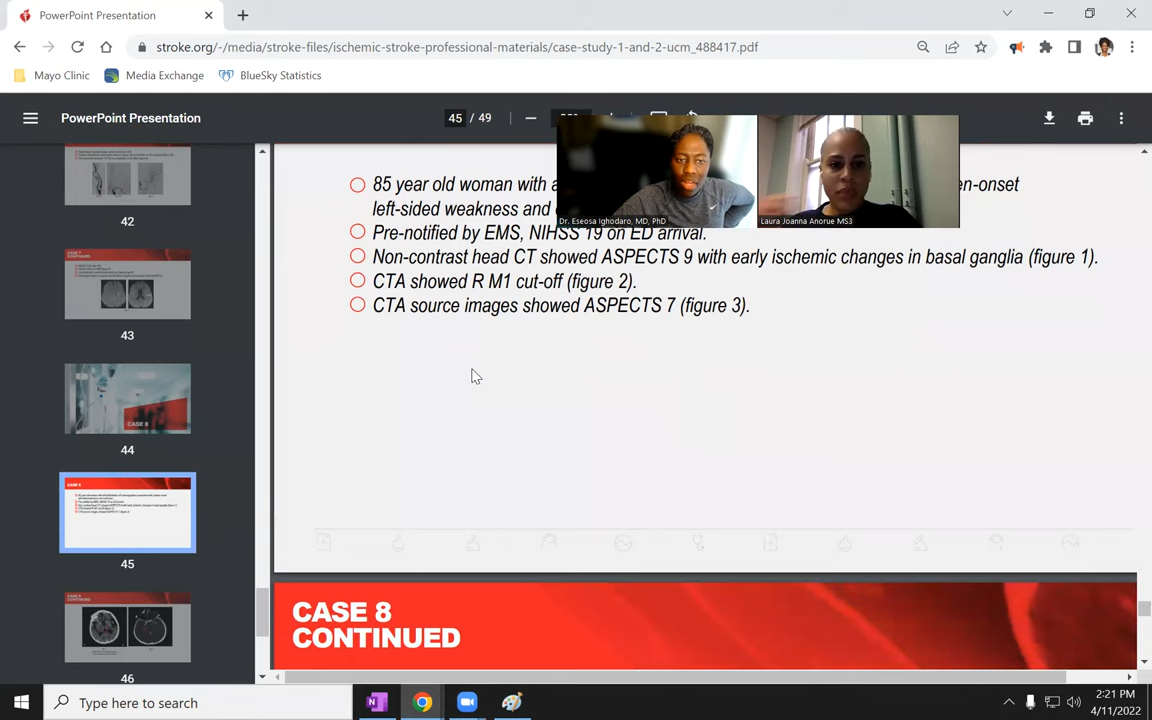 PowerPoint Presentation
stroke.org/-/media/stroke-files/ischemic-stroke-professional-materials/case-study-1-and-2-ucm_488417.pdf
Mayo Clinic Media Exchange BlueSky Statistics
PowerPoint Presentation 45 / 49
42
43
CASE 8
44
45
46
85 year old woman with a en-onset
left-sided weakness and
Dr. Eseosa Ighodaro, MD, PhD Laura Joanna Anorue MS3
Pre-notified by EMS, NIHSS 19 on ED arrival.
Non-contrast head CT showed ASPECTS 9 with early ischemic changes in basal ganglia (figure 1).
CTA showed R M1 cut-off (figure 2).
CTA source images showed ASPECTS 7 (figure 3).
CASE 8
CONTINUED
Type here to search
2:21 PM
4/11/2022